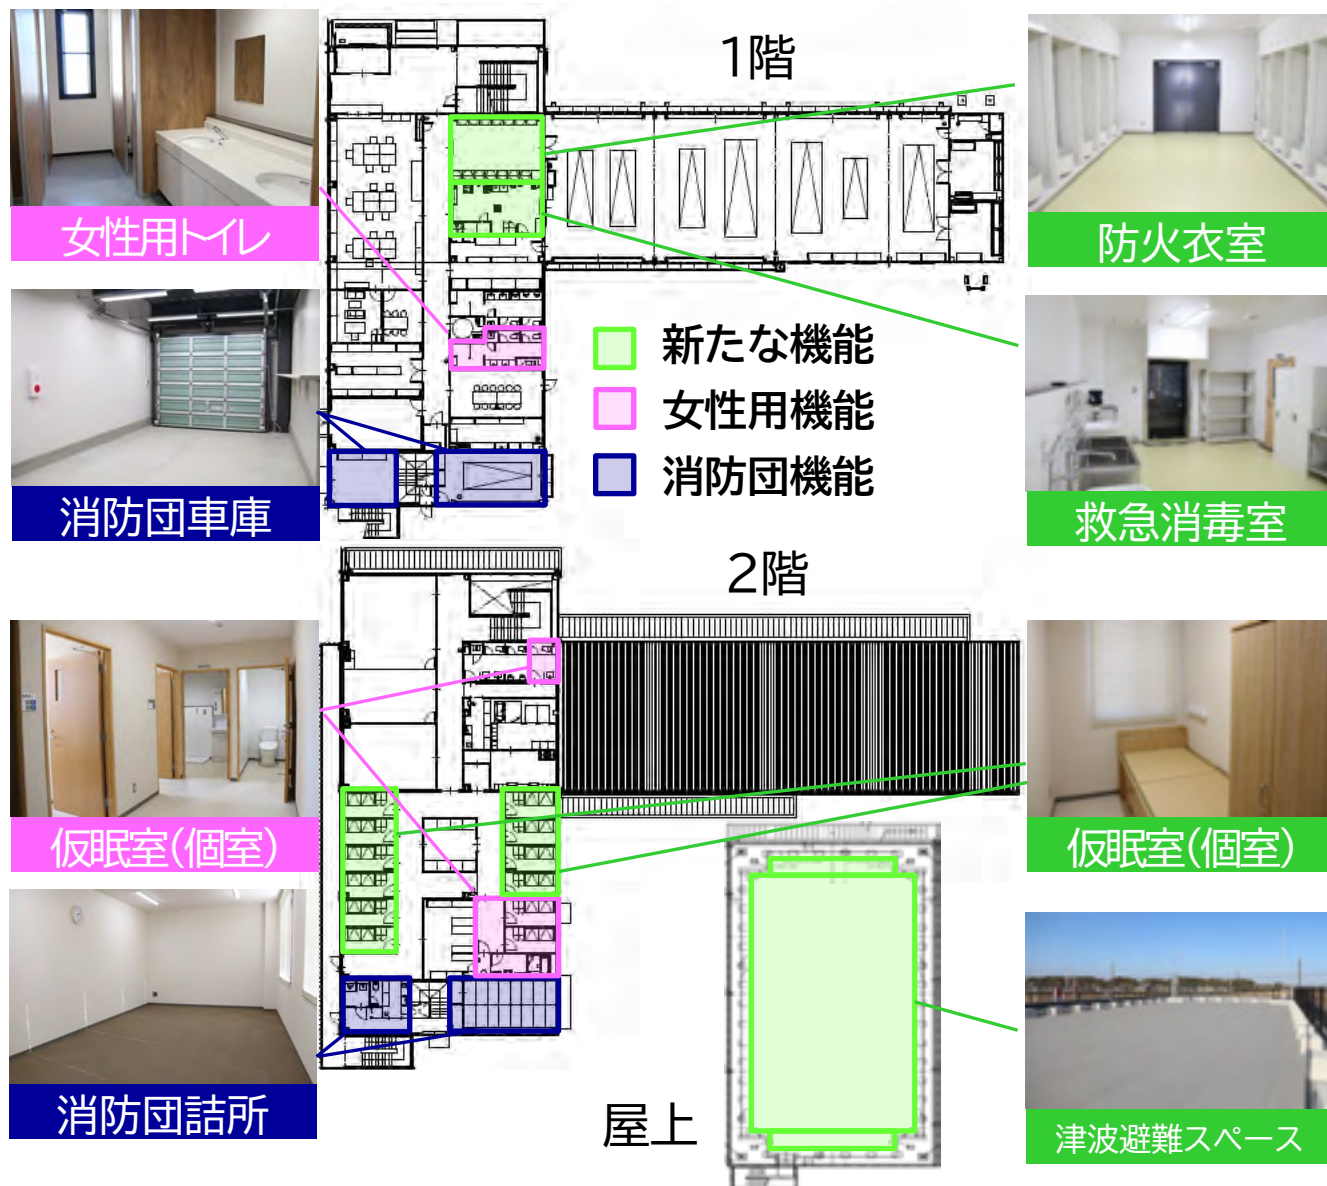 1階
女性用トイレ
防火衣室
新たな機能
女性用機能
消防団機能
消防団車庫
救急消毒室
2階
仮眠室(個室)
仮眠室(個室)
消防団詰所
屋上
津波避難スペース